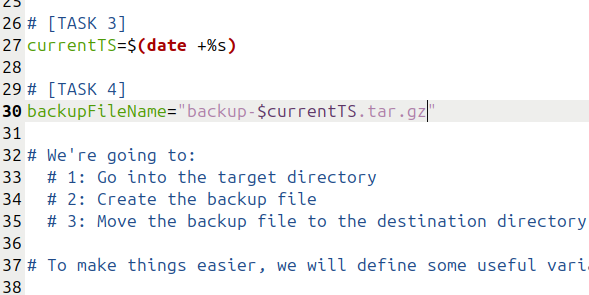 25
26 # [TASK 3]
27 currentTS=$(date +%s)
28
29 # [TASK 4]
30 backupFileName="backup-$currentTS.tar.gz"
31
32 # We're going to:
33   # 1: Go into the target directory
34   # 2: Create the backup file
35   # 3: Move the backup file to the destination directory
36
37 # To make things easier, we will define some useful vari
38